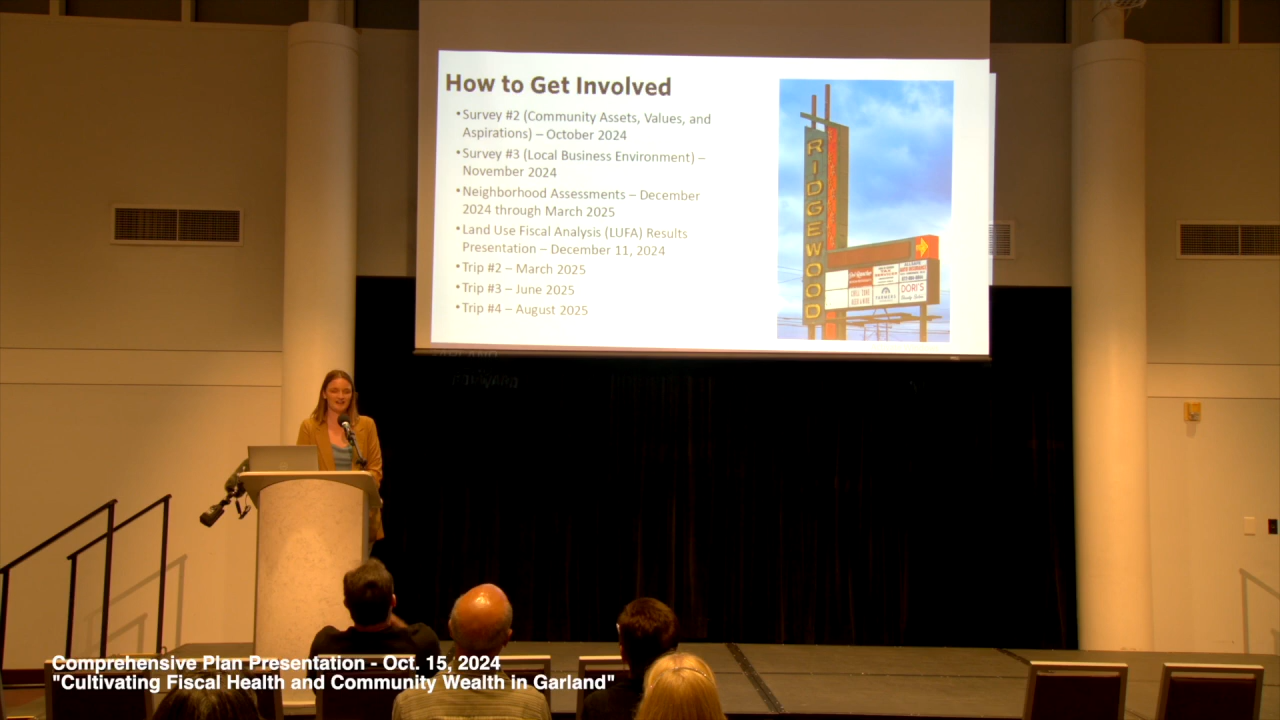 How to Get Involved
•Survey #2 (Community Assets, Values, and
Aspirations) – October 2024
•Survey #3 (Local Business Environment) –
November 2024
•Neighborhood Assessments – December
2024 through March 2025
•Land Use Fiscal Analysis (LUFA) Results
Presentation – December 11, 2024
•Trip #2 – March 2025
•Trip #3 – June 2025
•Trip #4 – August 2025
RIDGEWOOD
FARMERS
DORI'S
Comprehensive Plan Presentation - Oct. 15, 2024
"Cultivating Fiscal Health and Community Wealth in Garland"